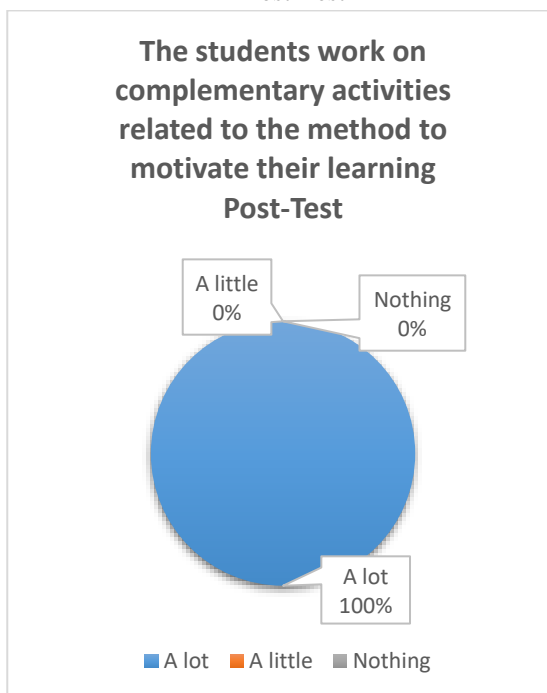 The students work on
complementary activities
related to the method to
motivate their learning
Post-Test
A little
0%
Nothing
0%
A lot
100%
A lot
A little
Nothing